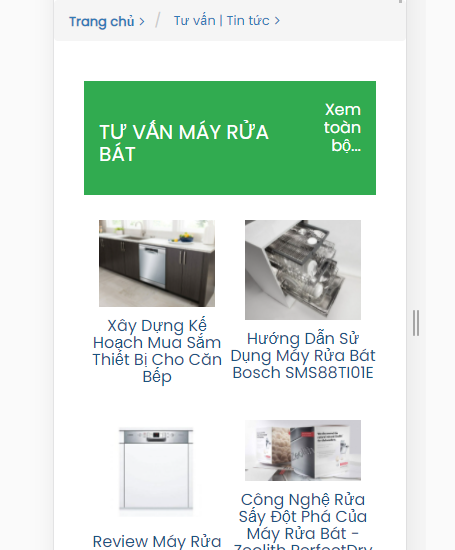 Trang chủ > / Tư vấn | Tin tức >
TƯ VẤN MÁY RỬA
BÁT
Xem
toàn
bộ...
Xây Dựng Kế
Hoạch Mua Sắm
Thiết Bị Cho Căn
Bếp
Hướng Dẫn Sử
Dụng Máy Rửa Bát
Bosch SMS88TI01E
Review Máy Rửa
Công Nghệ Rửa
Sấy Đột Phá Của
Máy Rửa Bát -
Zeolith PerfectDry